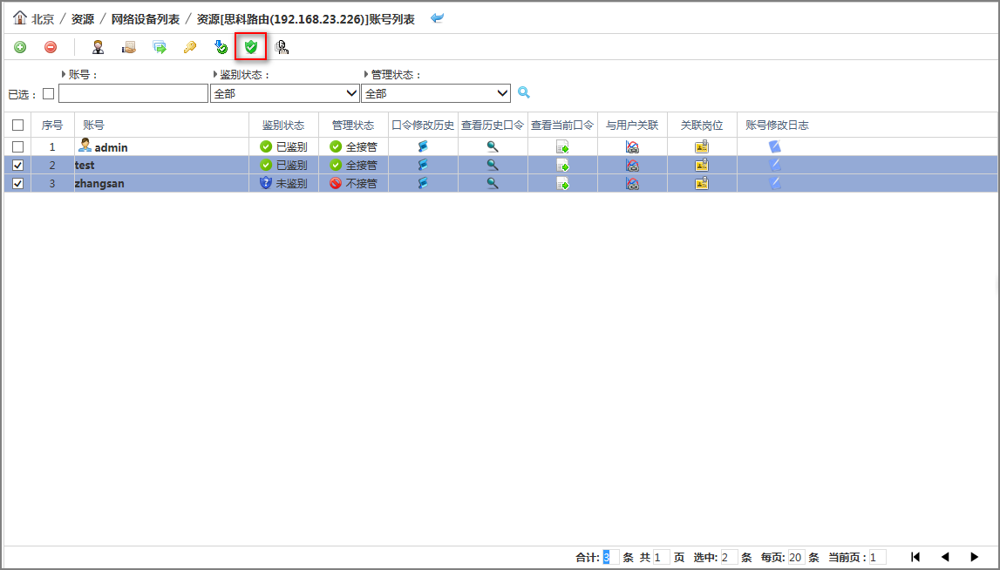 北京 / 资源 / 网络设备列表 / 资源[思科路由(192.168.23.226)]账号列表
账号： 鉴别状态： 管理状态：
已选： 全部 全部
序号 账号 鉴别状态 管理状态 口令修改历史 查看历史口令 查看当前口令 与用户关联 关联岗位 账号修改日志
1 admin 已鉴别 全接管
2 test 已鉴别 全接管
3 zhangsan 未鉴别 不接管
合计: 3 条 共 1 页 选中: 2 条 每页: 20 条 当前页： 1